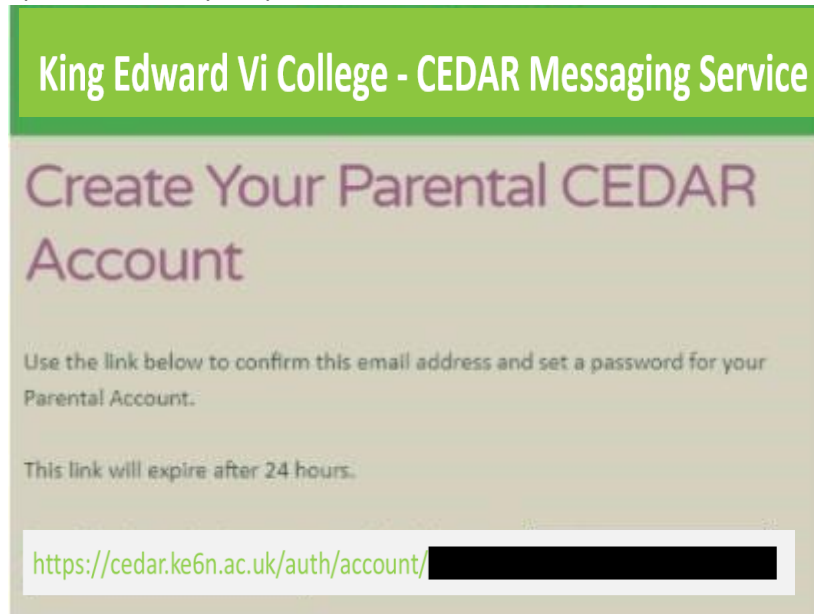 King Edward Vi College - CEDAR Messaging Service
Create Your Parental CEDAR
Account
Use the link below to confirm this email address and set a password for your
Parental Account.
This link will expire after 24 hours.
https://cedar.ke6n.ac.uk/auth/account/